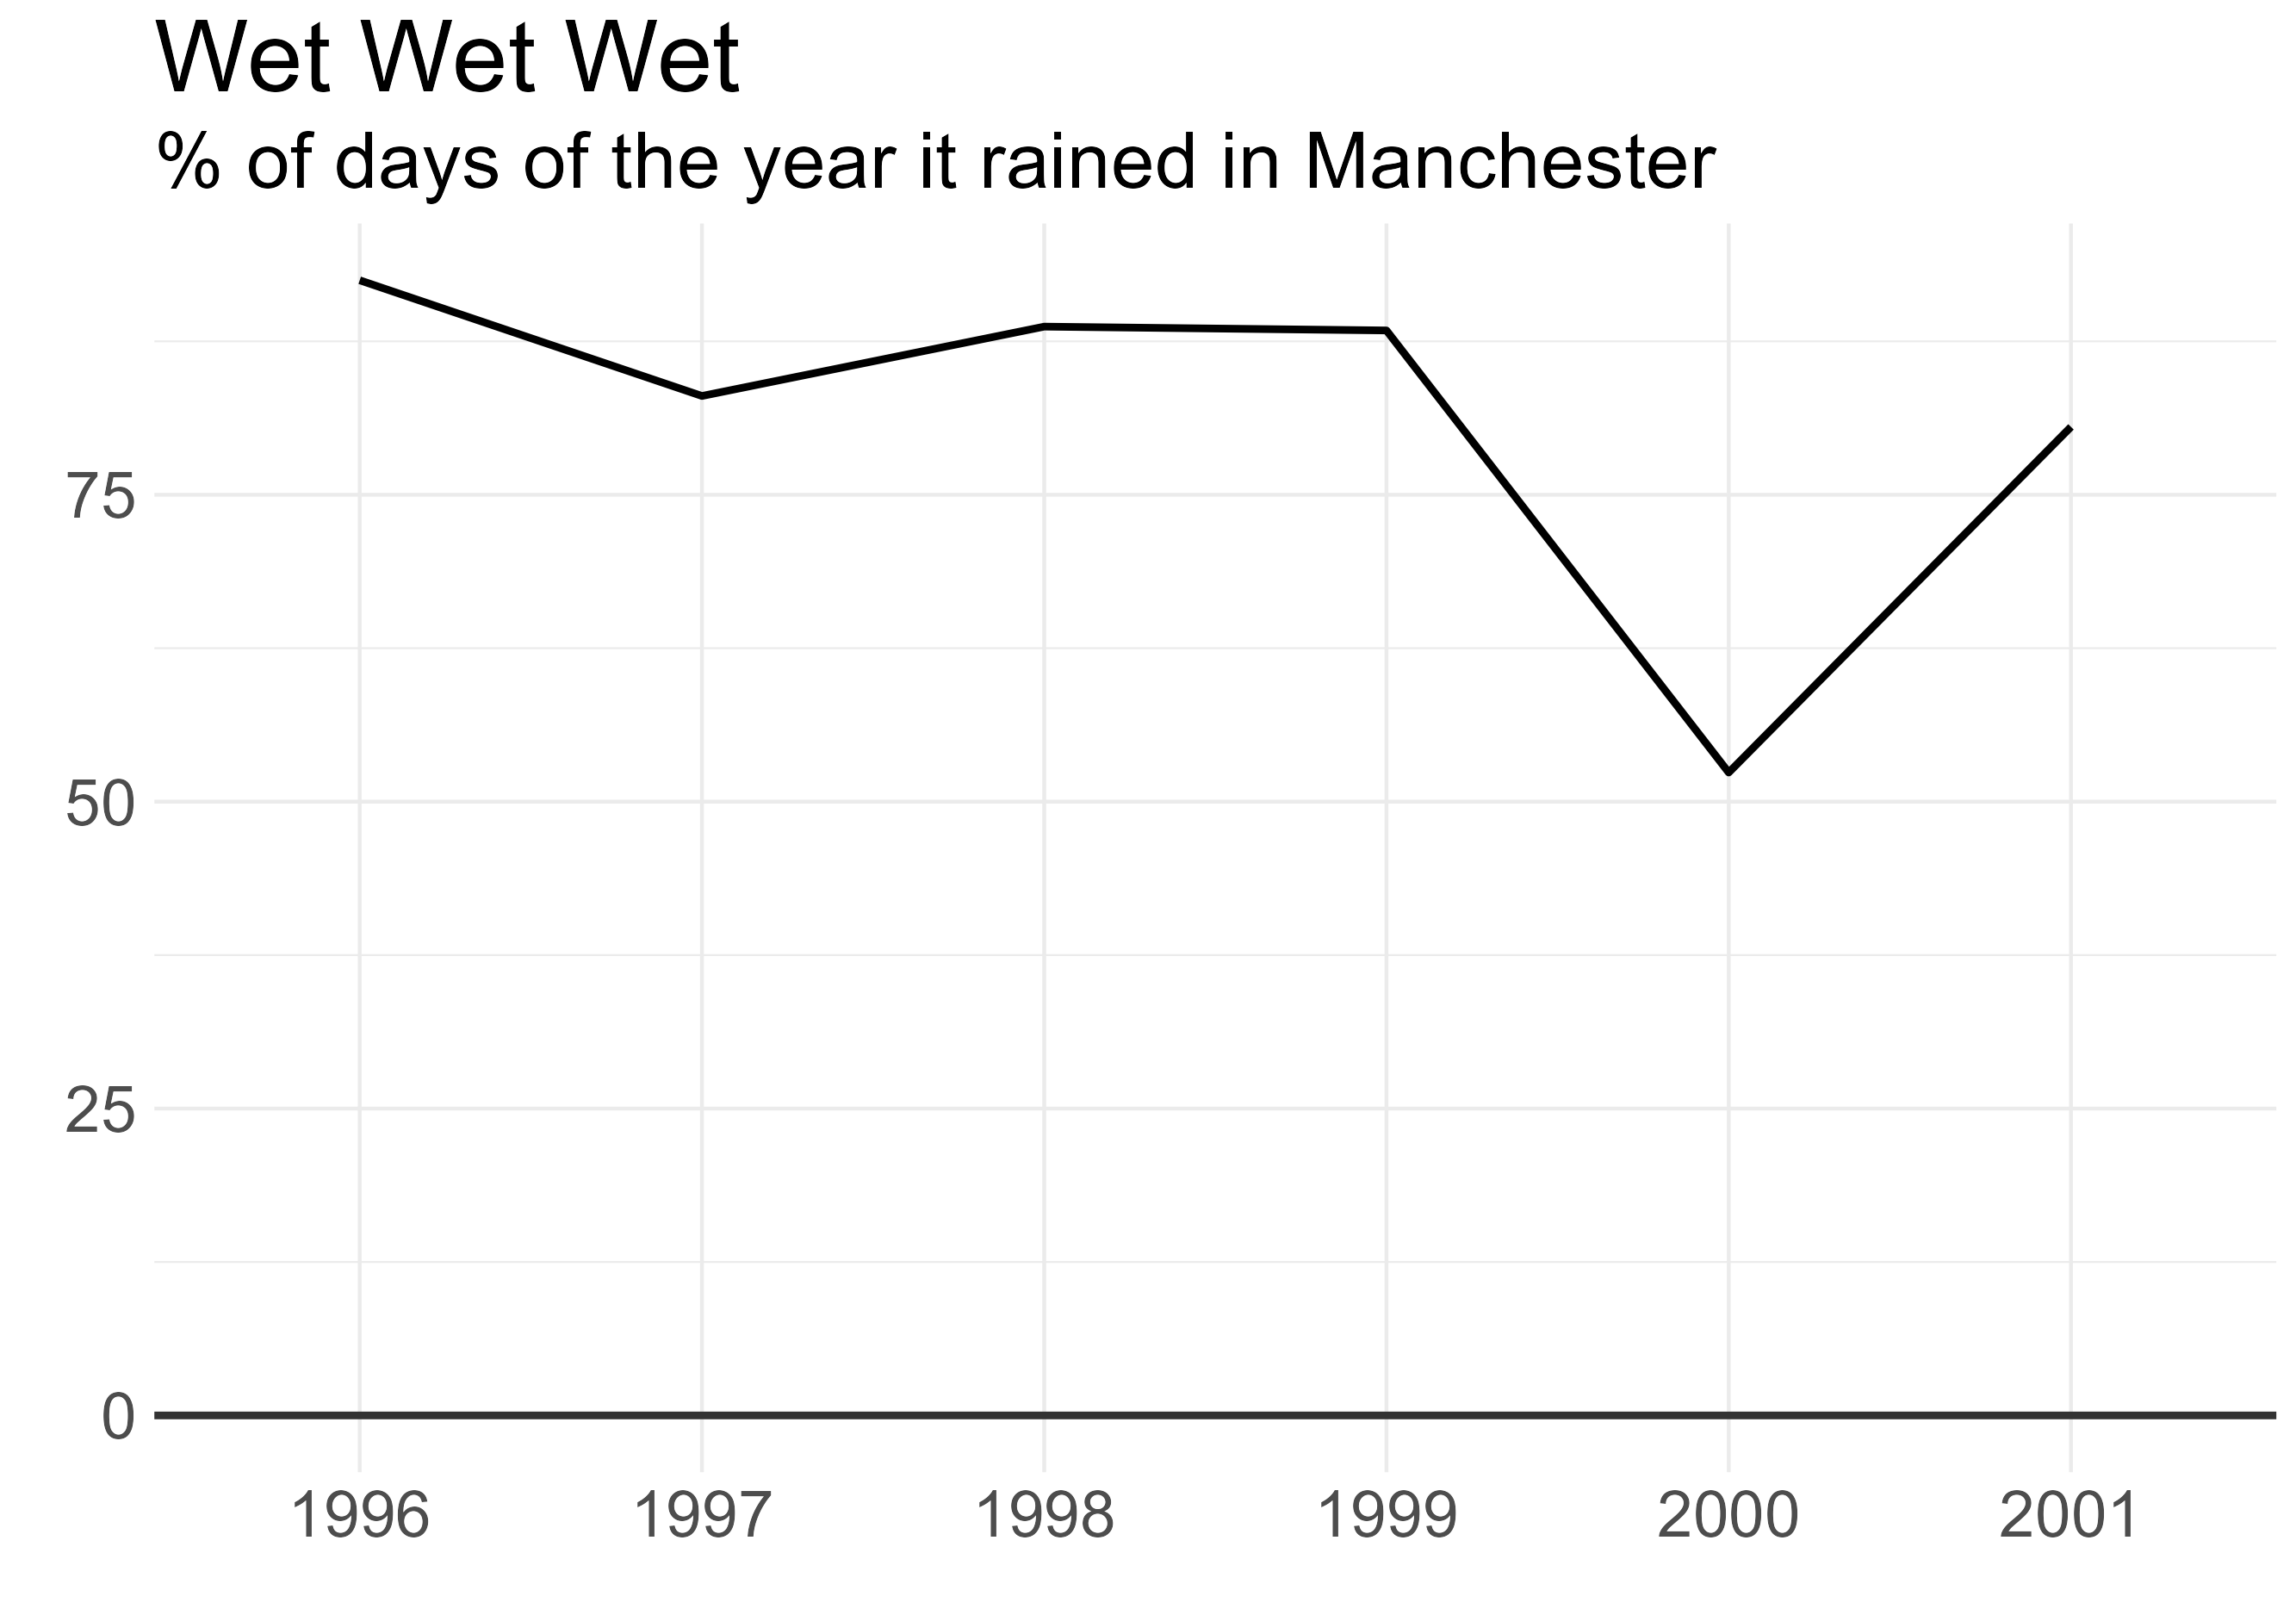 Wet Wet Wet
% of days of the year it rained in Manchester
75
50
25
0
1996 1997 1998 1999 2000 2001